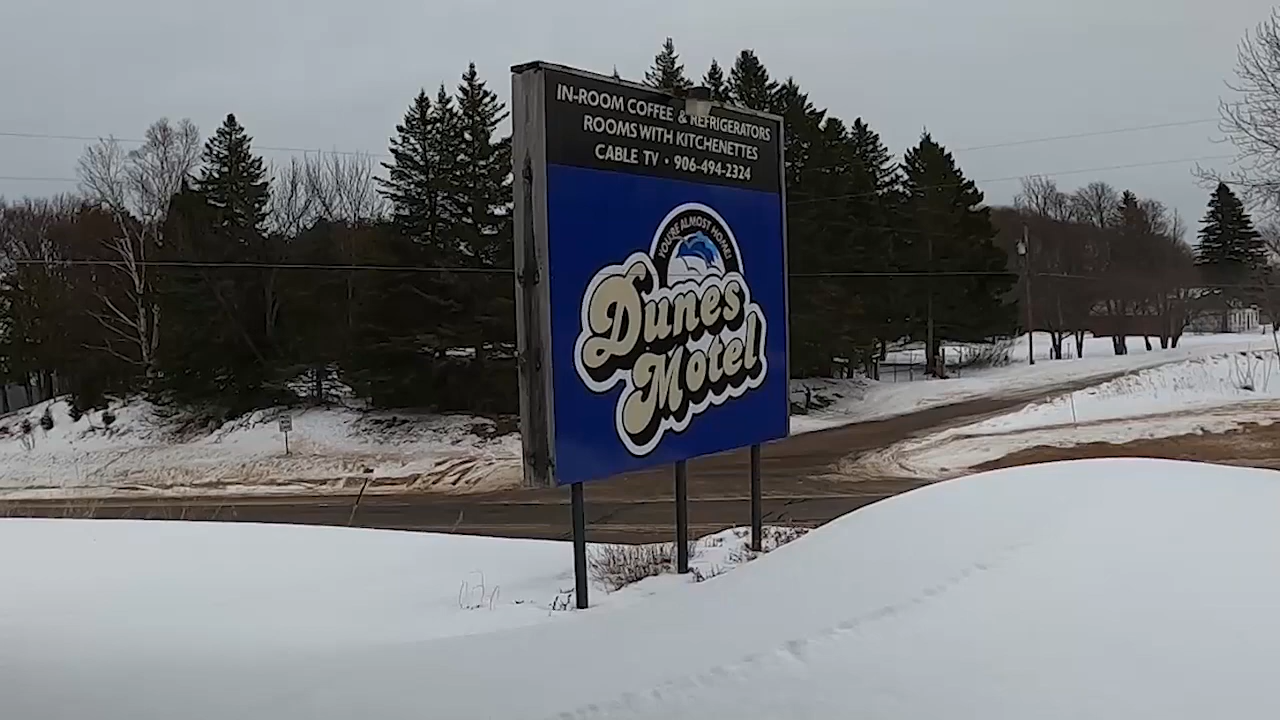 IN-ROOM COFFEE & REFRIGERATORS
ROOMS WITH KITCHENETTES
CABLE TV • 906-494-2324
YOU'RE ALMOST HOME!
Dunes
Motel